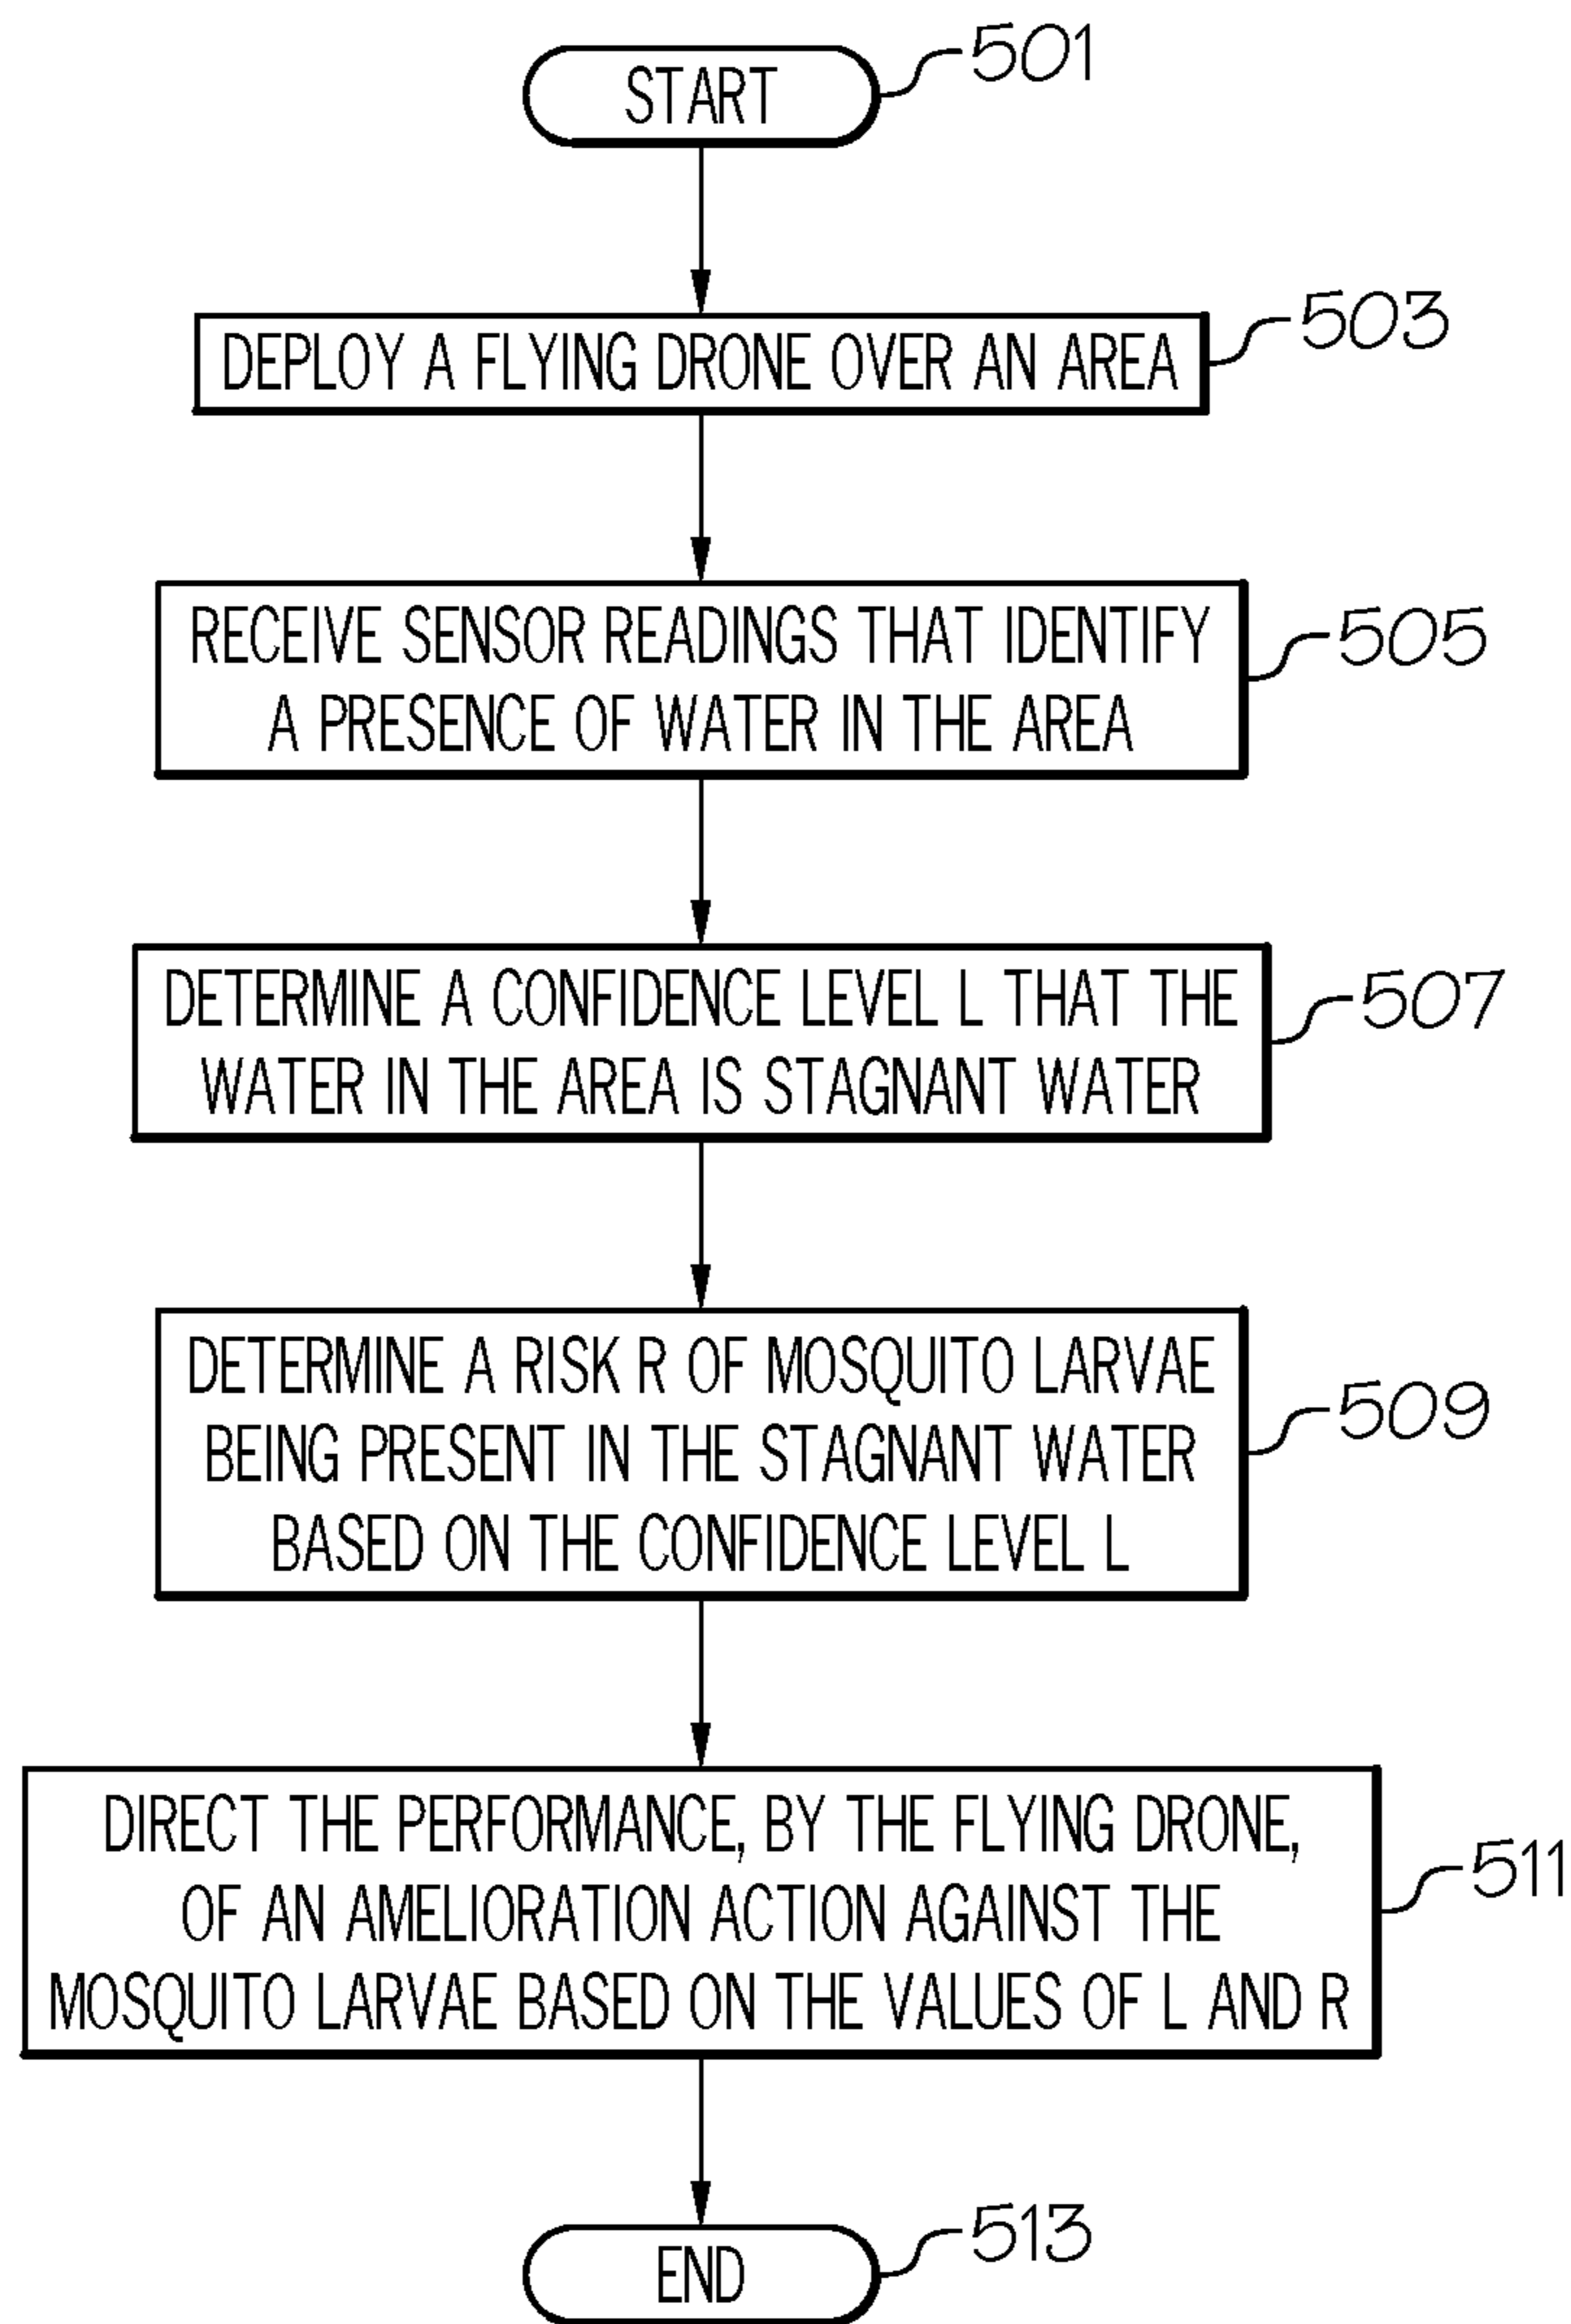 START
501
DEPLOY A FLYING DRONE OVER AN AREA
503
RECEIVE SENSOR READINGS THAT IDENTIFY
A PRESENCE OF WATER IN THE AREA
505
DETERMINE A CONFIDENCE LEVEL L THAT THE
WATER IN THE AREA IS STAGNANT WATER
507
DETERMINE A RISK R OF MOSQUITO LARVAE
BEING PRESENT IN THE STAGNANT WATER
BASED ON THE CONFIDENCE LEVEL L
509
DIRECT THE PERFORMANCE, BY THE FLYING DRONE,
OF AN AMELIORATION ACTION AGAINST THE
MOSQUITO LARVAE BASED ON THE VALUES OF L AND R
511
END
513